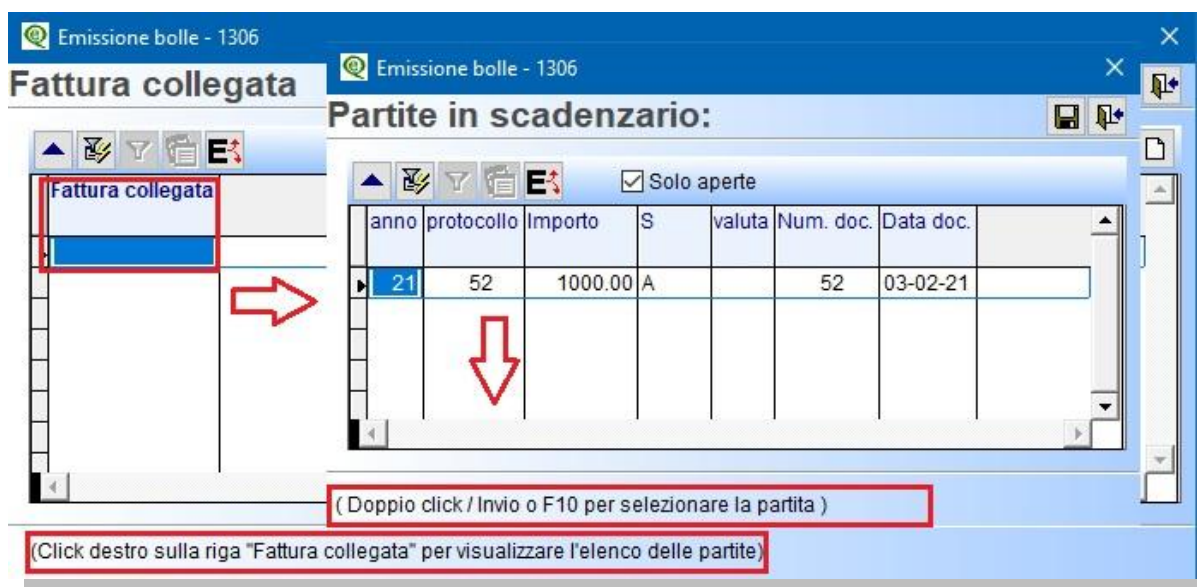 Emissione bolle - 1306
Fattura collegata
E
Fattura collegata
Emissione bolle - 1306
Partite in scadenzario:
E
Solo aperte
anno protocollo Importo S valuta Num. doc. Data doc.
21 52 1000.00 A 52 03-02-21
( Doppio click / Invio o F10 per selezionare la partita )
(Click destro sulla riga "Fattura collegata" per visualizzare l'elenco delle partite)